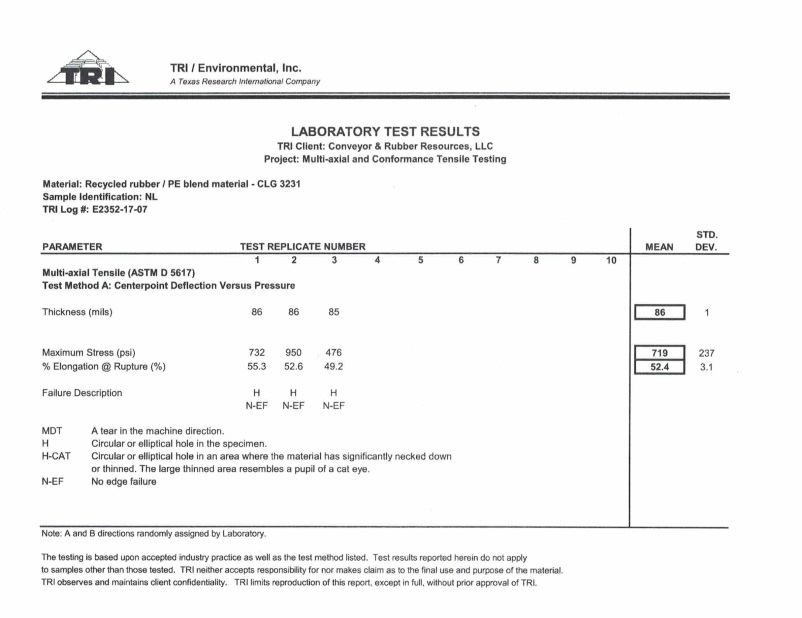 TRI
TRI / Environmental, Inc.
A Texas Research International Company
LABORATORY TEST RESULTS
TRI Client: Conveyor & Rubber Resources, LLC
Project: Multi-axial and Conformance Tensile Testing
Material: Recycled rubber / PE blend material - CLG 3231
Sample Identification: NL
TRI Log #: E2352-17-07
STD.
PARAMETER TEST REPLICATE NUMBER MEAN DEV.
1 2 3 4 5 6 7 8 9 10
Multi-axial Tensile (ASTM D 5617)
Test Method A: Centerpoint Deflection Versus Pressure
Thickness (mils) 86 86 85 86 1
Maximum Stress (psi) 732 950 476 719 237
% Elongation @ Rupture (%) 55.3 52.6 49.2 52.4 3.1
Failure Description H H H
N-EF N-EF N-EF
MDT A tear in the machine direction.
H Circular or elliptical hole in the specimen.
H-CAT Circular or elliptical hole in an area where the material has significantly necked down
or thinned. The large thinned area resembles a pupil of a cat eye.
N-EF No edge failure
Note: A and B directions randomly assigned by Laboratory.
The testing is based upon accepted industry practice as well as the test method listed. Test results reported herein do not apply
to samples other than those tested. TRI neither accepts responsibility for nor makes claim as to the final use and purpose of the material.
TRI observes and maintains client confidentiality. TRI limits reproduction of this report, except in full, without prior approval of TRI.